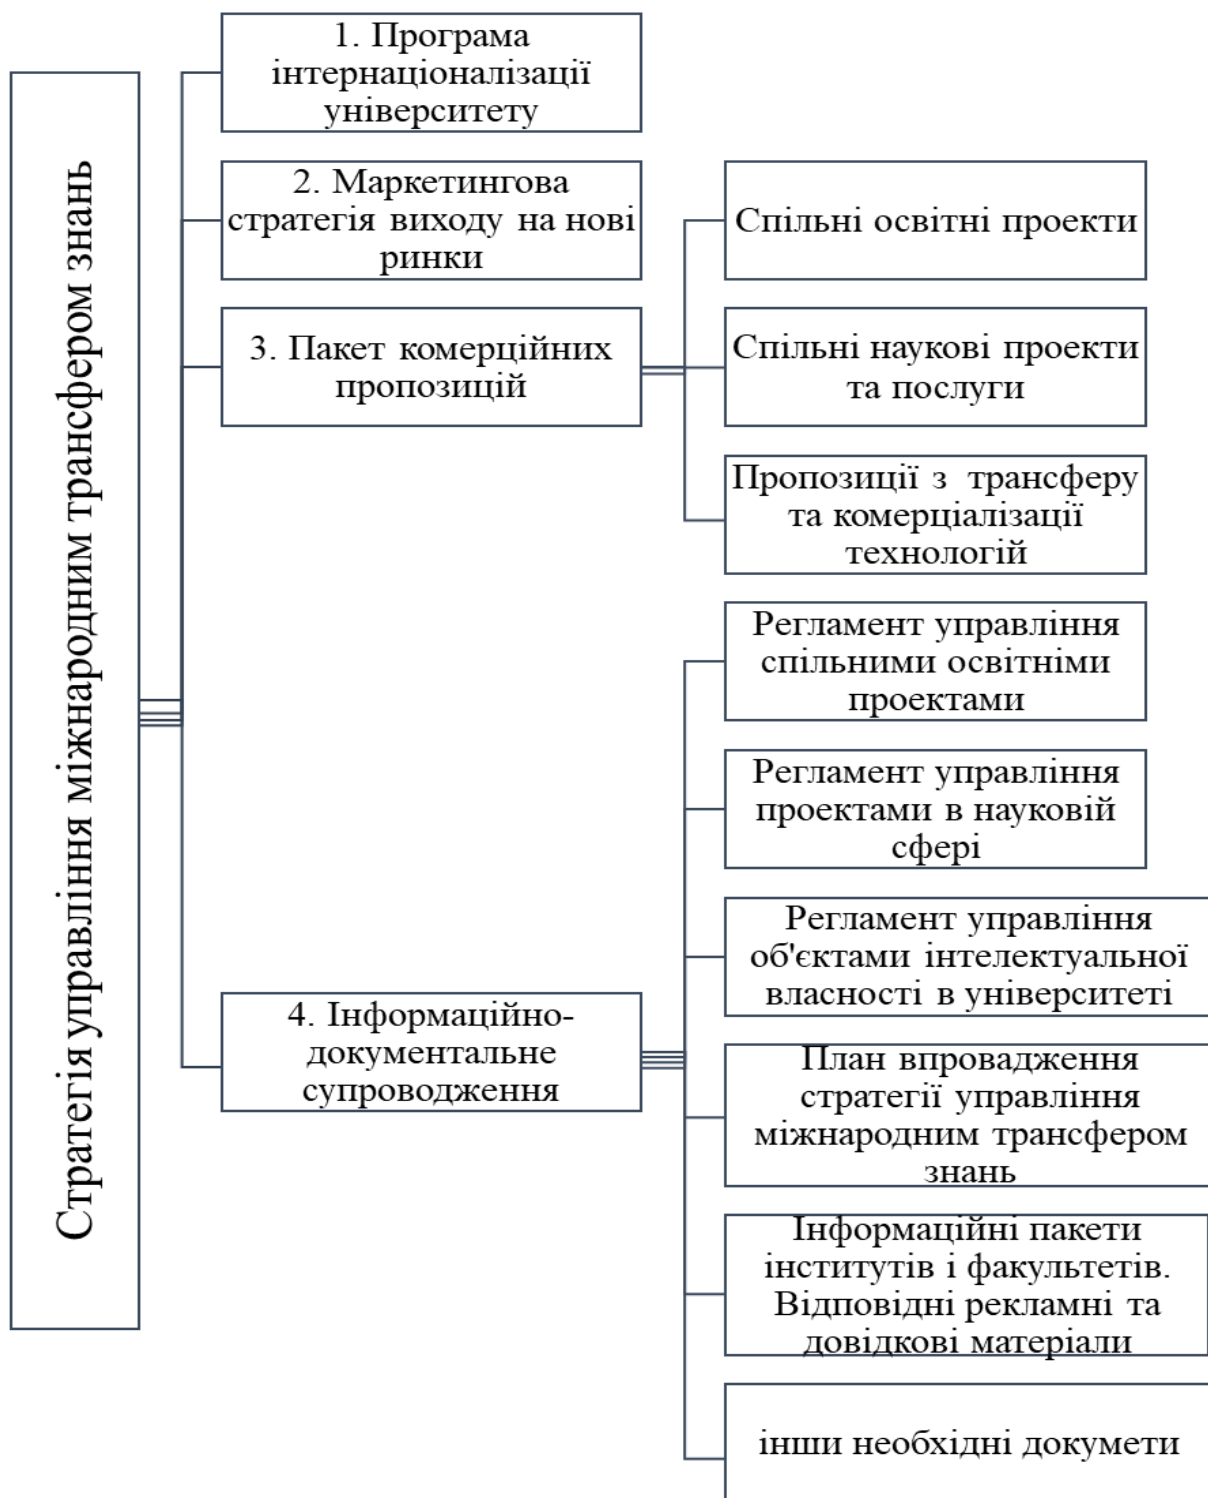 Стратегія управління міжнародним трансфером знань
1. Програма
інтернаціоналізації
університету
2. Маркетингова
стратегія виходу на нові
ринки
3. Пакет комерційних
пропозицій
Спільні освітні проекти
Спільні наукові проекти
та послуги
Пропозиції з трансферу
та комерціалізації
технологій
4. Інформаційно-
документальне
супроводження
Регламент управління
спільними освітніми
проектами
Регламент управління
проектами в науковій
сфері
Регламент управління
об'єктами інтелектуальної
власності в університеті
План впровадження
стратегії управління
міжнародним трансфером
знань
Інформаційні пакети
інститутів і факультетів.
Відповідні рекламні та
довідкові матеріали
інши необхідні докумети